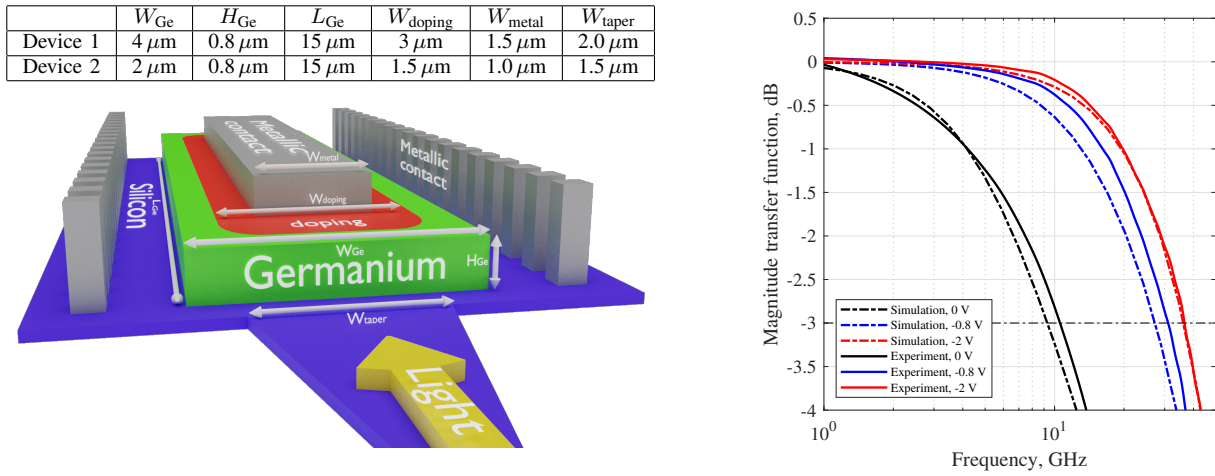 W_Ge H_Ge L_Ge W_doping W_metal W_taper
Device 1 4 μm 0.8 μm 15 μm 3 μm 1.5 μm 2.0 μm
Device 2 2 μm 0.8 μm 15 μm 1.5 μm 1.0 μm 1.5 μm
Metallic
contact
W_metal
Metallic
contact
Silicon
L_Ge
W_doping
doping
W_Ge
H_Ge
Germanium
W_taper
Light
Magnitude transfer function, dB
0.5
0
-0.5
-1
-1.5
-2
-2.5
-3
-3.5
-4
Simulation, 0 V
Simulation, -0.8 V
Simulation, -2 V
Experiment, 0 V
Experiment, -0.8 V
Experiment, -2 V
10^0 10^1
Frequency, GHz